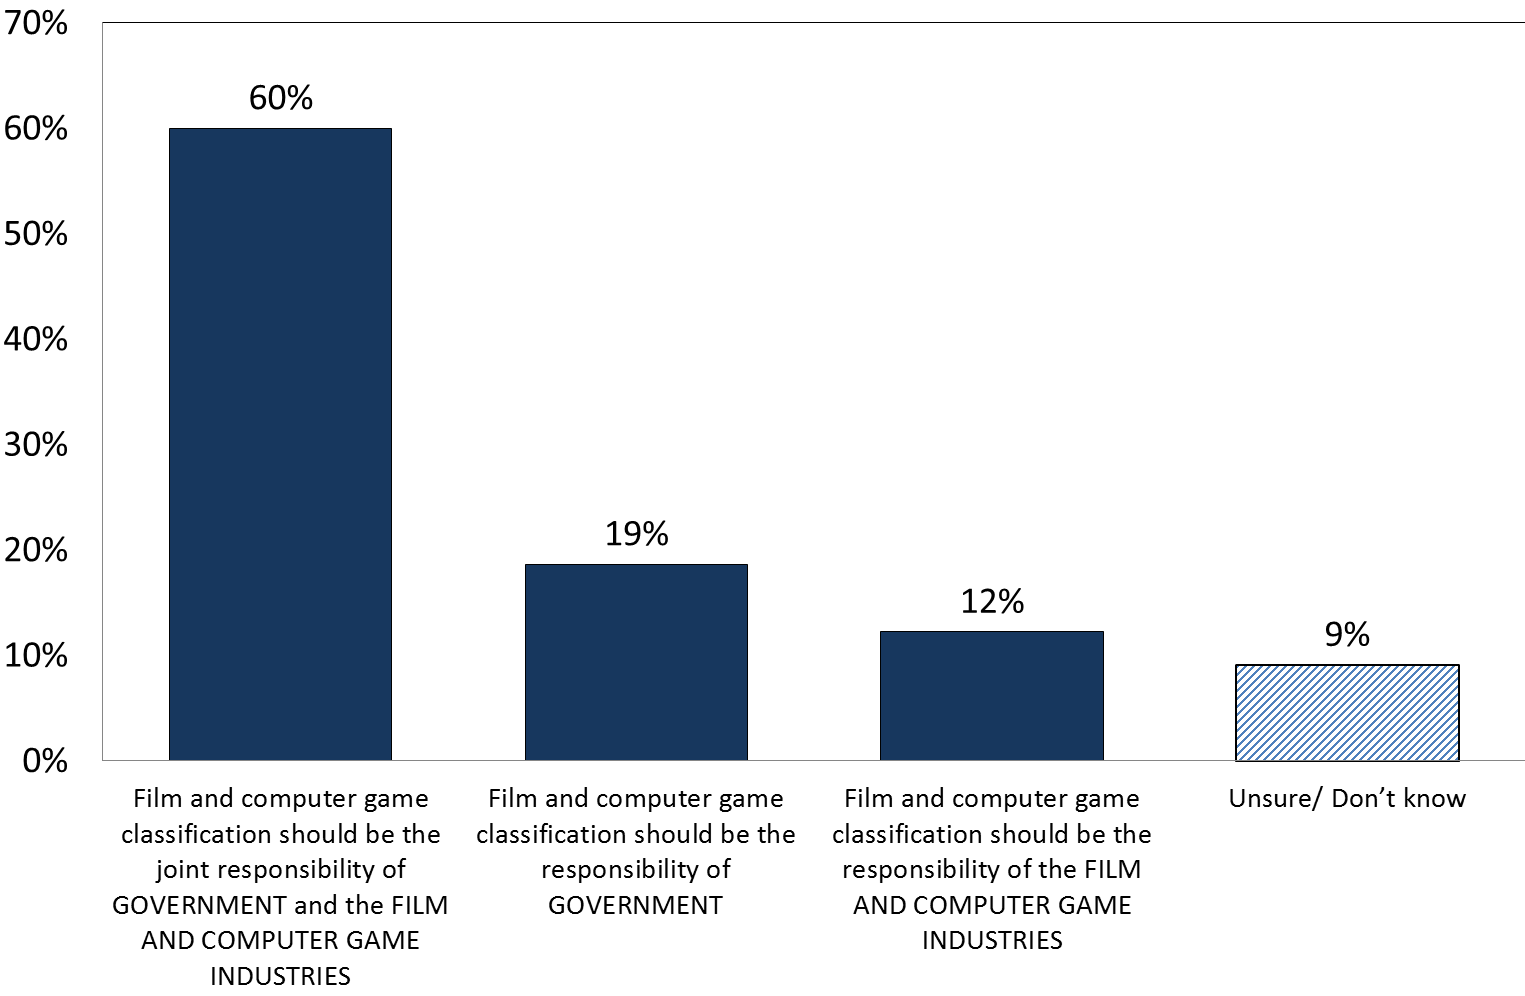 70%
60%
50%
40%
30%
20%
10%
0%
60%
19%
12%
9%
Film and computer game
classification should be the
joint responsibility of
GOVERNMENT and the FILM
AND COMPUTER GAME
INDUSTRIES
Film and computer game
classification should be the
responsibility of
GOVERNMENT
Film and computer game
classification should be the
responsibility of the FILM
AND COMPUTER GAME
INDUSTRIES
Unsure/ Don’t know